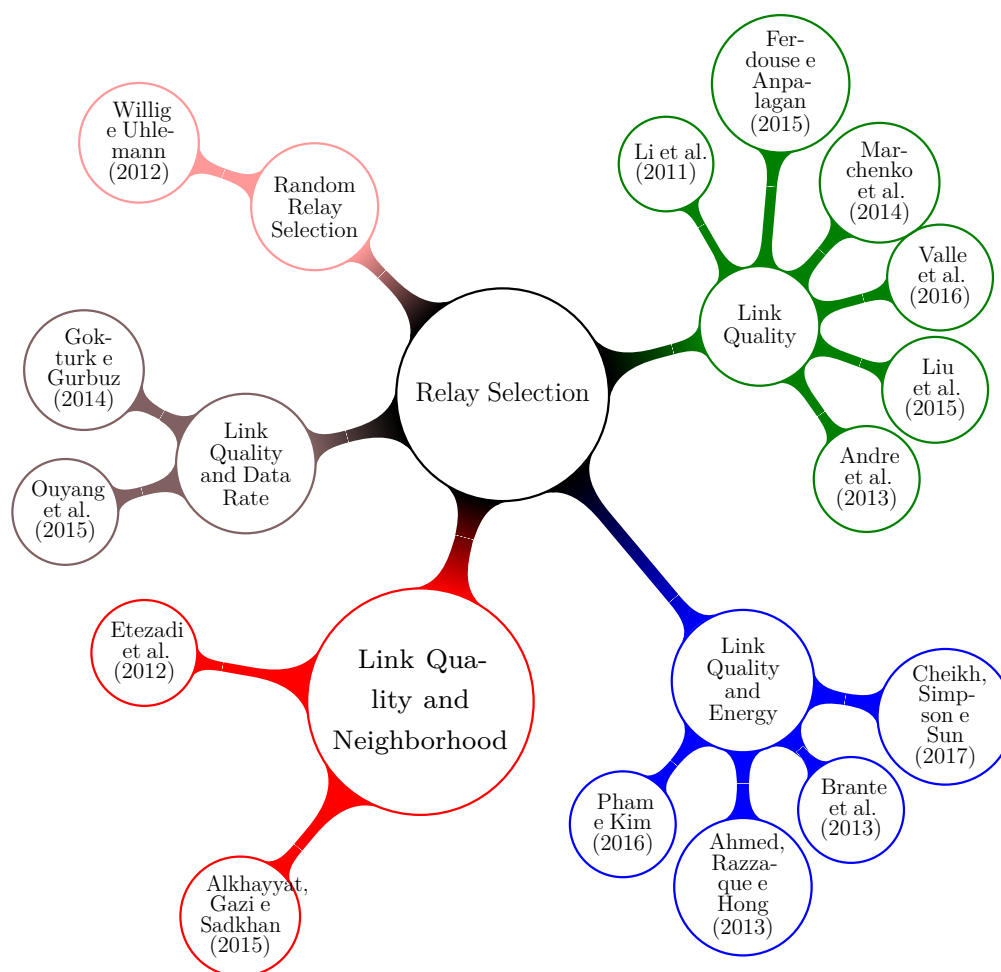 Relay Selection
Random
Relay
Selection
Willig
e Uhle-
mann
(2012)
Link
Quality
Li et al.
(2011)
Fer-
douse e
Anpa-
lagan
(2015)
Mar-
chenko
et al.
(2014)
Valle
et al.
(2016)
Liu
et al.
(2015)
Andre
et al.
(2013)
Link
Quality
and Data
Rate
Gok-
turk e
Gurbuz
(2014)
Ouyang
et al.
(2015)
Link Qua-
lity and
Neighborhood
Etezadi
et al.
(2012)
Alkhayyat,
Gazi e
Sadkhan
(2015)
Link
Quality
and
Energy
Pham
e Kim
(2016)
Ahmed,
Razza-
que e
Hong
(2013)
Brante
et al.
(2013)
Cheikh,
Simp-
son e
Sun
(2017)